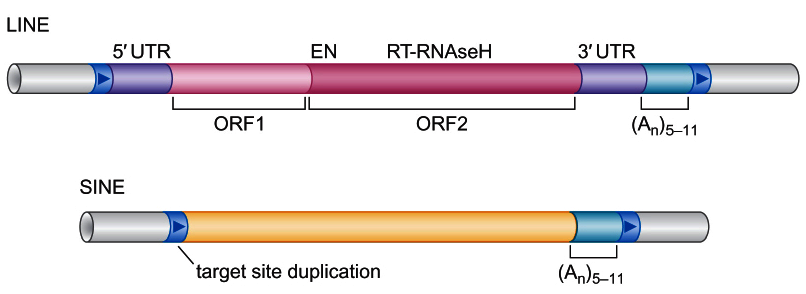 LINE
5′ UTR EN RT-RNAseH 3′ UTR
ORF1 ORF2 (An)5–11
SINE
target site duplication (An)5–11